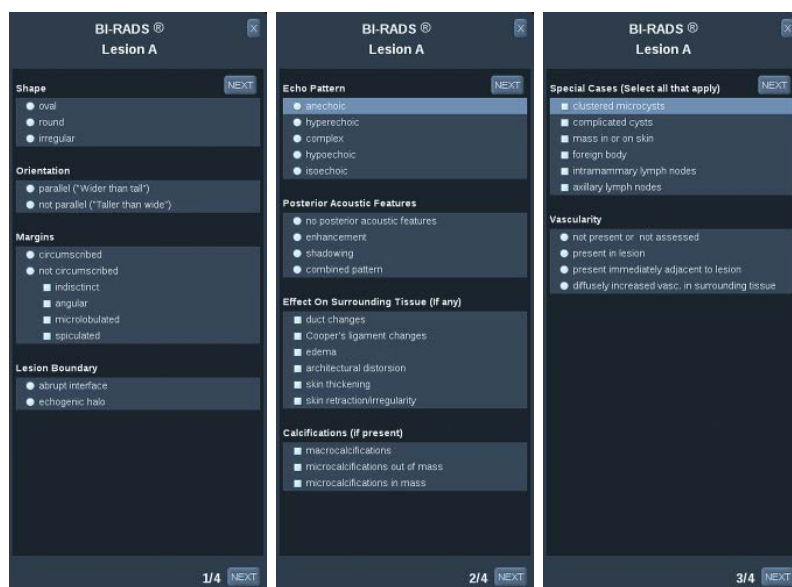 BI-RADS ®
X
Lesion A
NEXT
Shape
oval
round
irregular
Orientation
parallel ("Wider than tall")
not parallel ("Taller than wide")
Margins
circumscribed
not circumscribed
indisctinct
angular
microlobulated
spiculated
Lesion Boundary
abrupt interface
echogenic halo
1/4 NEXT
BI-RADS ®
X
Lesion A
NEXT
Echo Pattern
anechoic
hyperechoic
complex
hypoechoic
isoechoic
Posterior Acoustic Features
no posterior acoustic features
enhancement
shadowing
combined pattern
Effect On Surrounding Tissue (If any)
duct changes
Cooper's ligament changes
edema
architectural distorsion
skin thickening
skin retraction/irregularity
Calcifications (if present)
macrocalcifications
microcalcifications out of mass
microcalcifications in mass
2/4 NEXT
BI-RADS ®
X
Lesion A
Special Cases (Select all that apply) NEXT
clustered microcysts
complicated cysts
mass in or on skin
foreign body
intramammary lymph nodes
axillary lymph nodes
Vascularity
not present or not assessed
present in lesion
present immediately adjacent to lesion
diffusely increased vasc. in surrounding tissue
3/4 NEXT